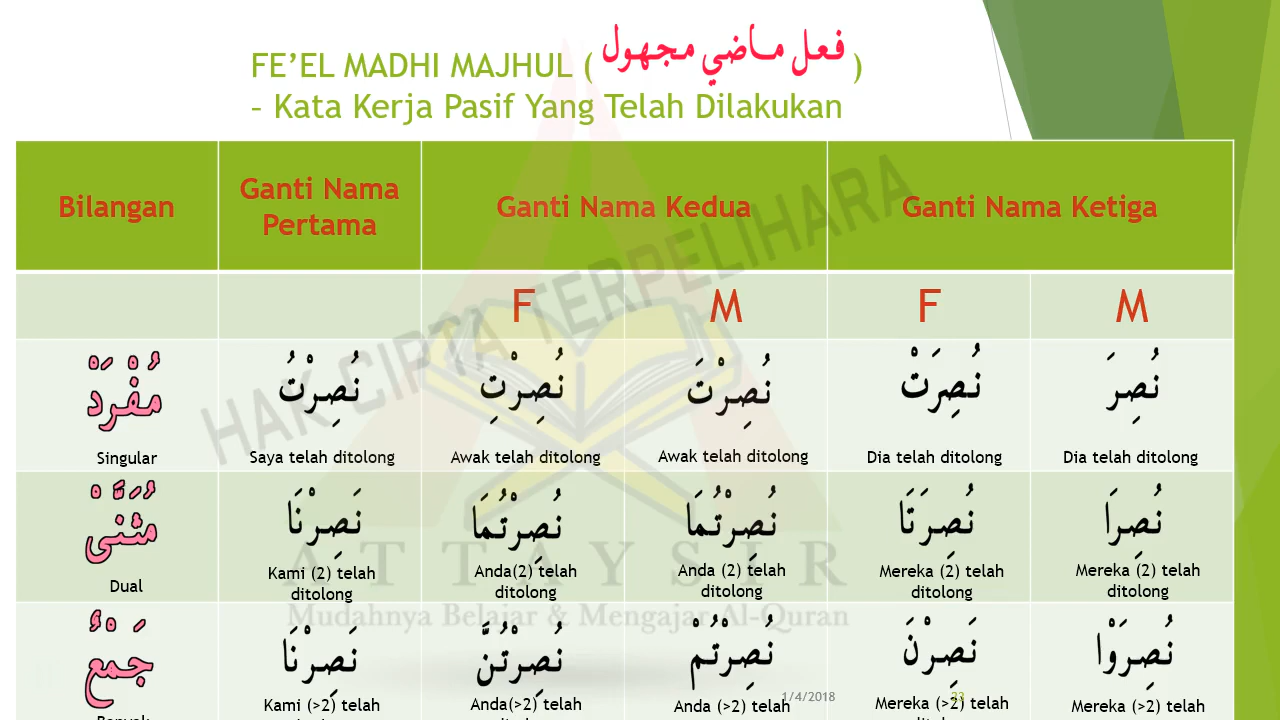 FE’EL MADHI MAJHUL ( فعل ماضي مجهول )
– Kata Kerja Pasif Yang Telah Dilakukan
Bilangan
Ganti Nama
Pertama
Ganti Nama Kedua
Ganti Nama Ketiga
F
M
F
M
مُفْرَدْ
Singular
نُصِرْتُ
Saya telah ditolong
نُصِرْتِ
Awak telah ditolong
نُصِرْتَ
Awak telah ditolong
نُصِرَتْ
Dia telah ditolong
نُصِرَ
Dia telah ditolong
Dual
نَصِرْنَا
Kami (2) telah
ditolong
نُصِرْتُمَا
Anda(2) telah
ditolong
نُصِرْتُمَا
Anda (2) telah
ditolong
نُصِرَتَا
Mereka (2) telah
ditolong
نُصِرَا
Mereka (2) telah
ditolong
جَمْعْ
نَصِرْنَا
Kami (>2) telah
نُصِرْتُنَّ
Anda(>2) telah
نُصِرْتُمْ
Anda (>2) telah
نَصِرْنَ
Mereka (>2) telah
نُصِرَوْا
Mereka (>2) telah
HAK CIPTA TERPELIHARA
ATTAYSIR
Mudahnya Belajar & Mengajar Al-Quran
1/4/2018
23